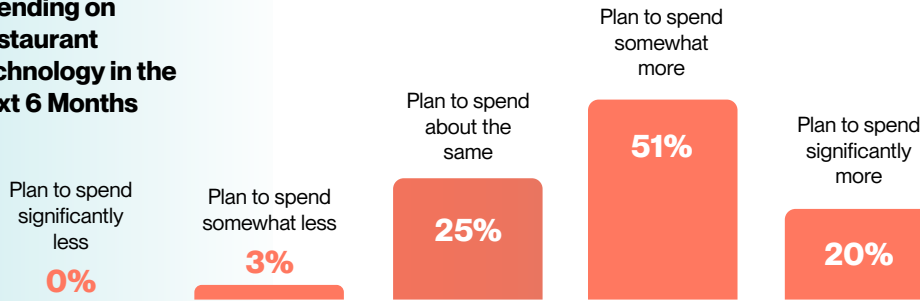 ending on
staurant
chnology in the
xt 6 Months
Plan to spend
significantly
less
0%
Plan to spend
somewhat less
3%
Plan to spend
about the
same
25%
Plan to spend
somewhat
more
51%
Plan to spend
significantly
more
20%